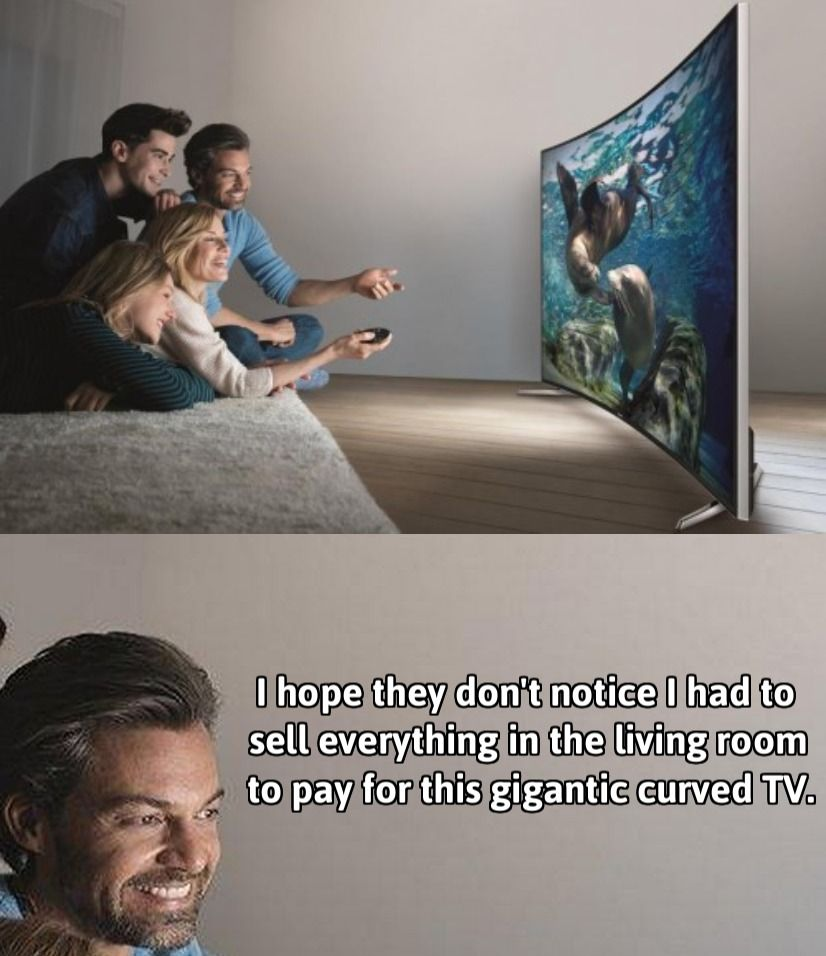 I hope they don't notice I had to
sell everything in the living room
to pay for this gigantic curved TV.